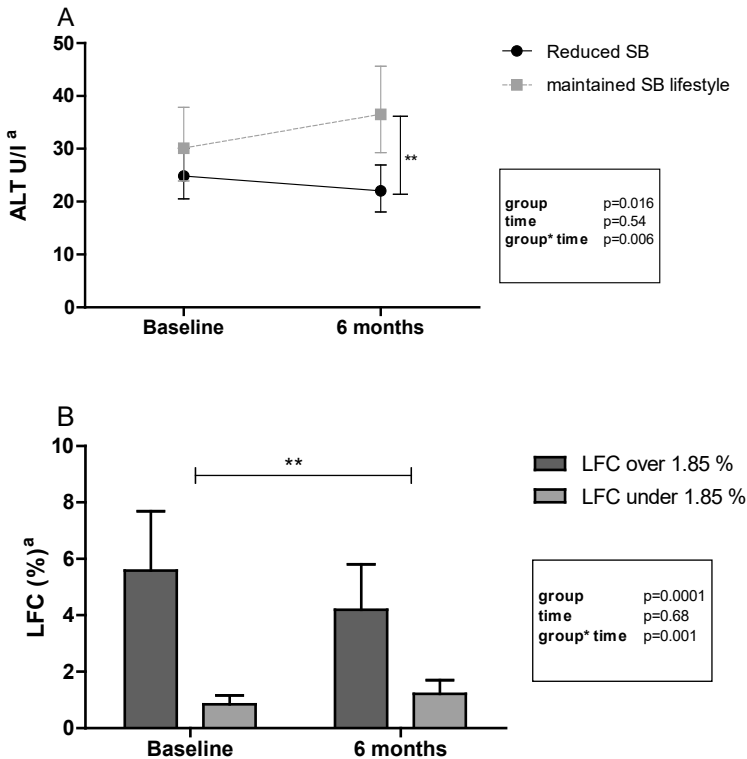 A
50
40
30
20
10
0
ALT U/l a
Baseline
6 months
**
Reduced SB
maintained SB lifestyle
group p=0.016
time p=0.54
group* time p=0.006
B
10
8
6
4
2
0
LFC (%)a
**
Baseline
6 months
LFC over 1.85 %
LFC under 1.85 %
group p=0.0001
time p=0.68
group* time p=0.001